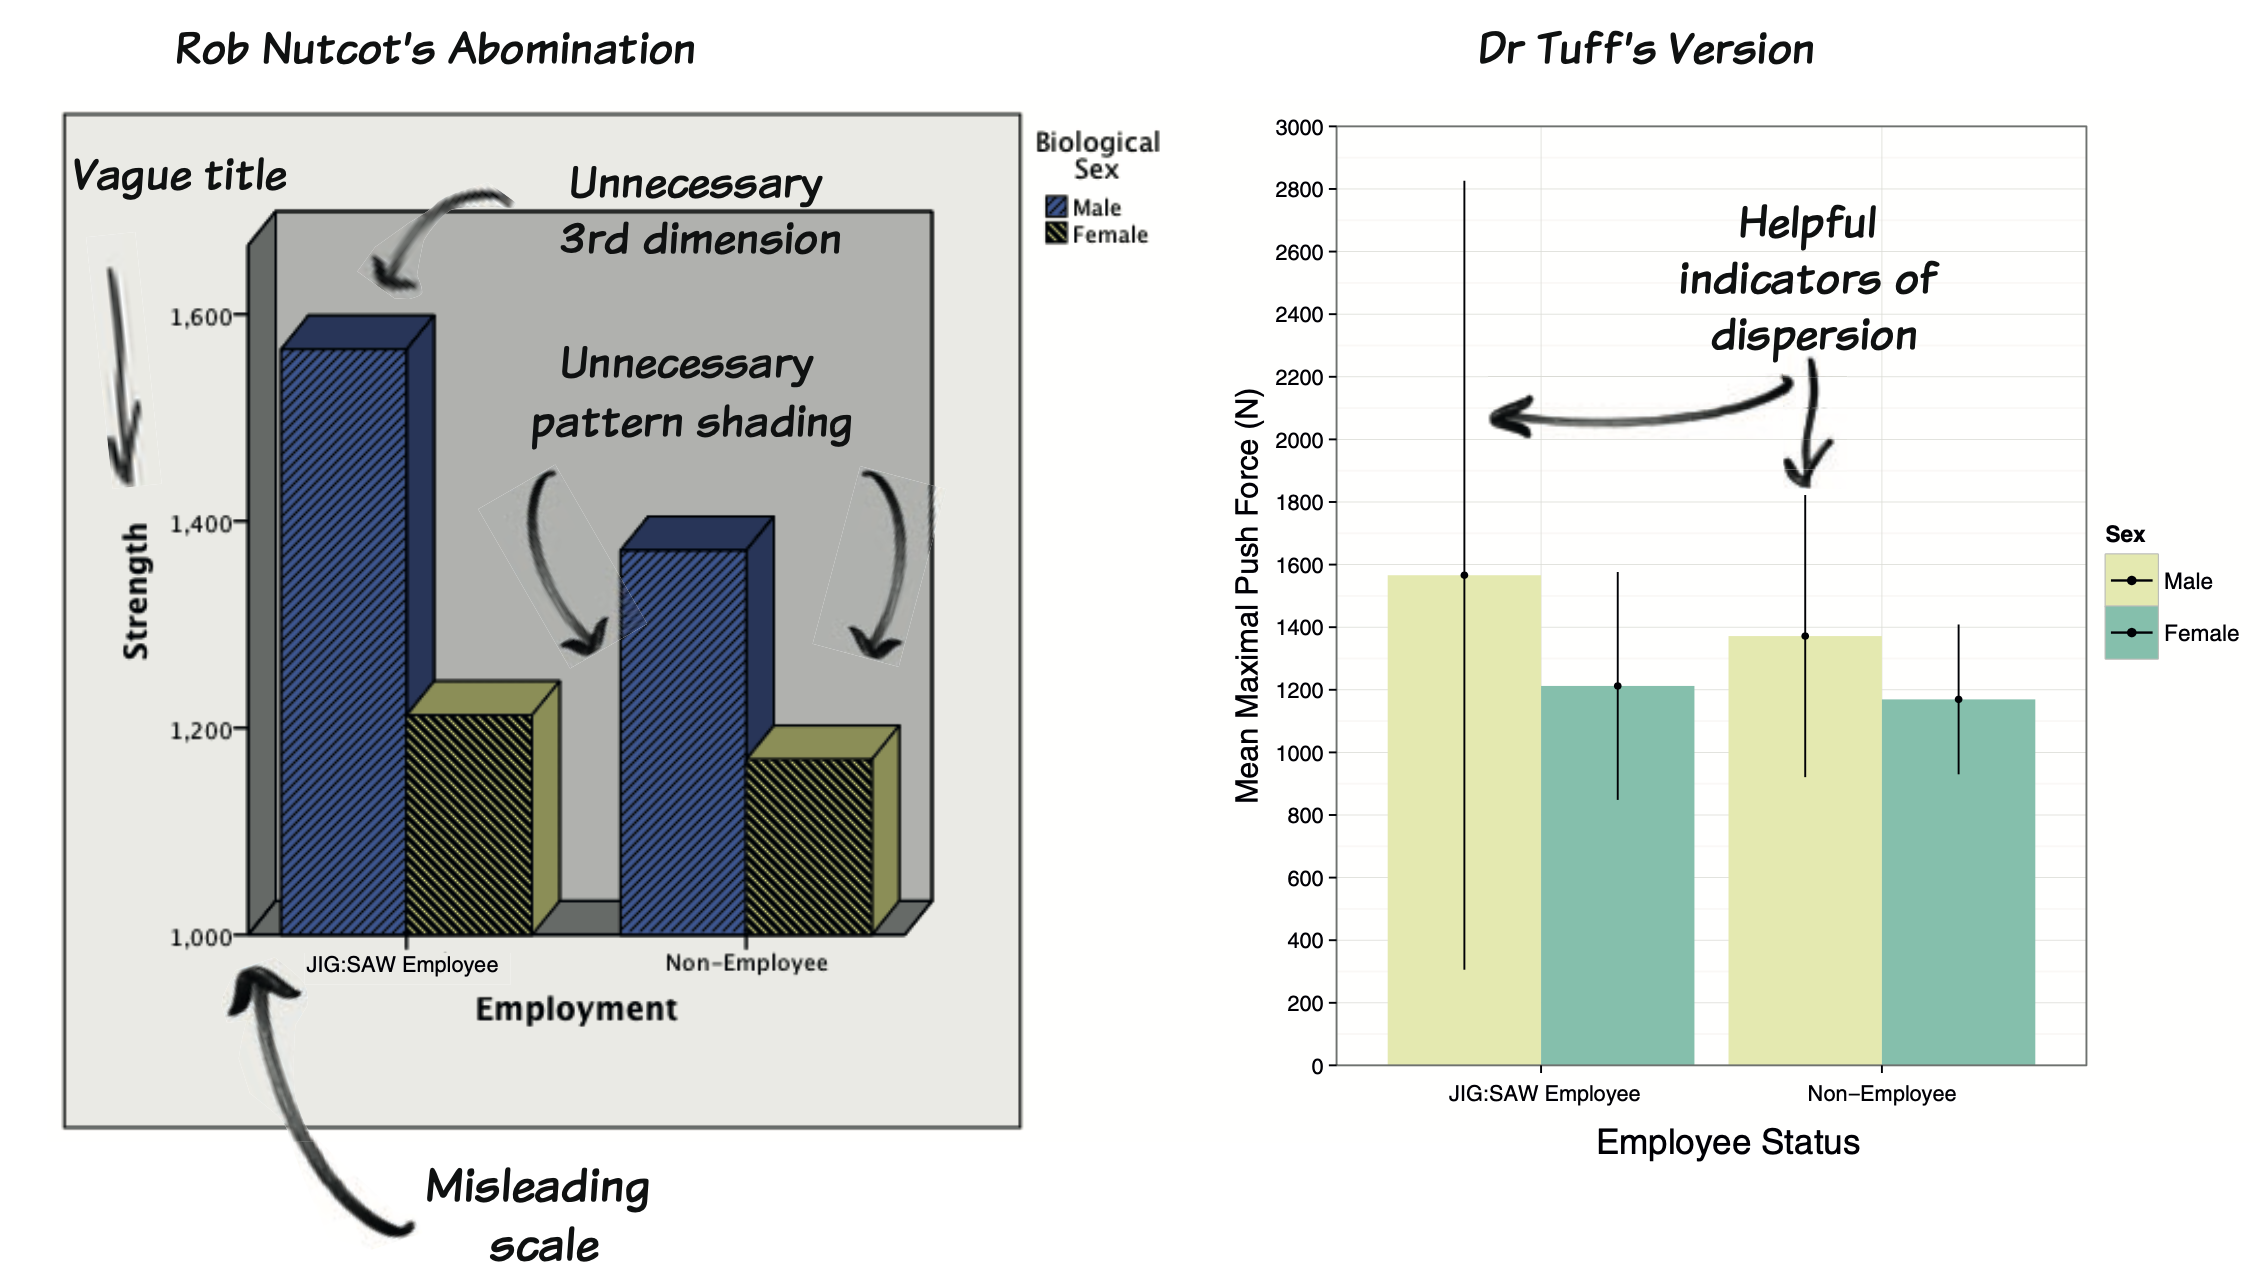 Rob Nutcot's Abomination
Vague title
Unnecessary
3rd dimension
Unnecessary
pattern shading
Biological
Sex
Male
Female
1,600
1,400
1,200
1,000
Strength
JIG:SAW Employee
Non-Employee
Employment
Misleading
scale
Dr Tuff's Version
Helpful
indicators of
dispersion
3000
2800
2600
2400
2200
2000
1800
1600
1400
1200
1000
800
600
400
200
0
Mean Maximal Push Force (N)
JIG:SAW Employee
Non−Employee
Employee Status
Sex
Male
Female